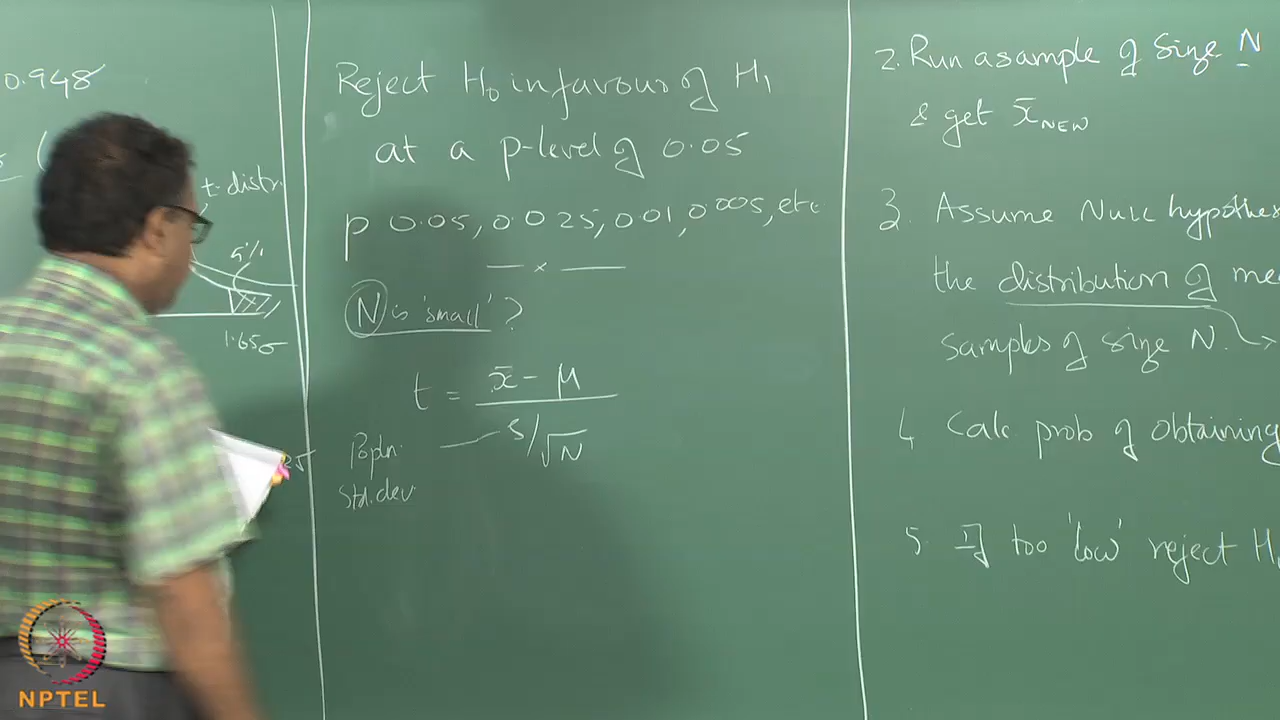 0.948
t-distr.
5%
1.65σ
25
Reject H₀ in favour of H₁
at a p-level of 0.05
p 0.05, 0.025, 0.01, 0.005, etc
— x —
N is 'small' ?
t = x̄ - μ
s/√N
Popln.
Std.dev.
2. Run a sample of size N
& get x̄NEW
3. Assume Null hypothes
the distribution of me
samples of size N.
4 Calc prob of obtaining
5. If too 'low' reject H
NPTEL